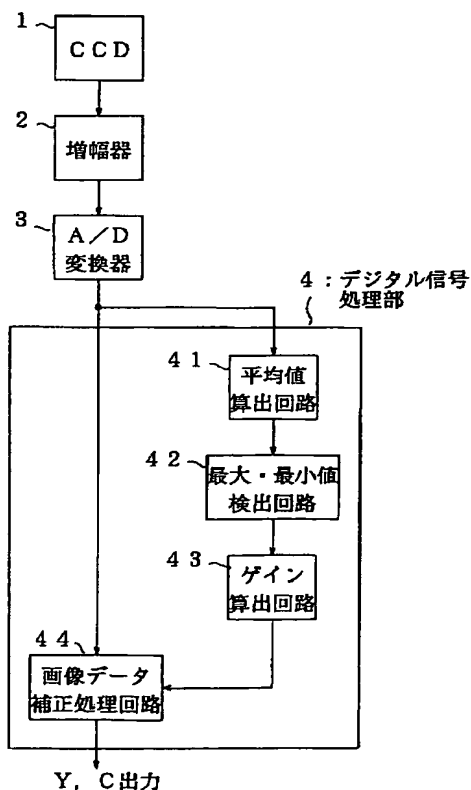 1
CCD
2
増幅器
3
A/D
変換器
4:デジタル信号
処理部
41
平均値
算出回路
42
最大・最小値
検出回路
43
ゲイン
算出回路
44
画像データ
補正処理回路
Y,C出力